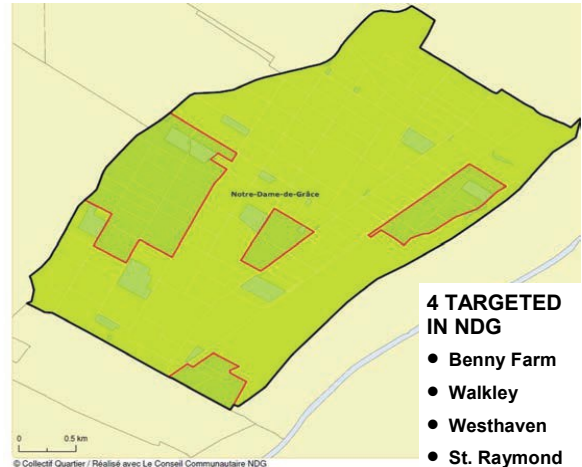 Notre-Dame-de-Grâce
4 TARGETED
IN NDG
● Benny Farm
● Walkley
● Westhaven
● St. Raymond
0 0.5 km
© Collectif Quartier / Réalisé avec Le Conseil Communautaire NDG